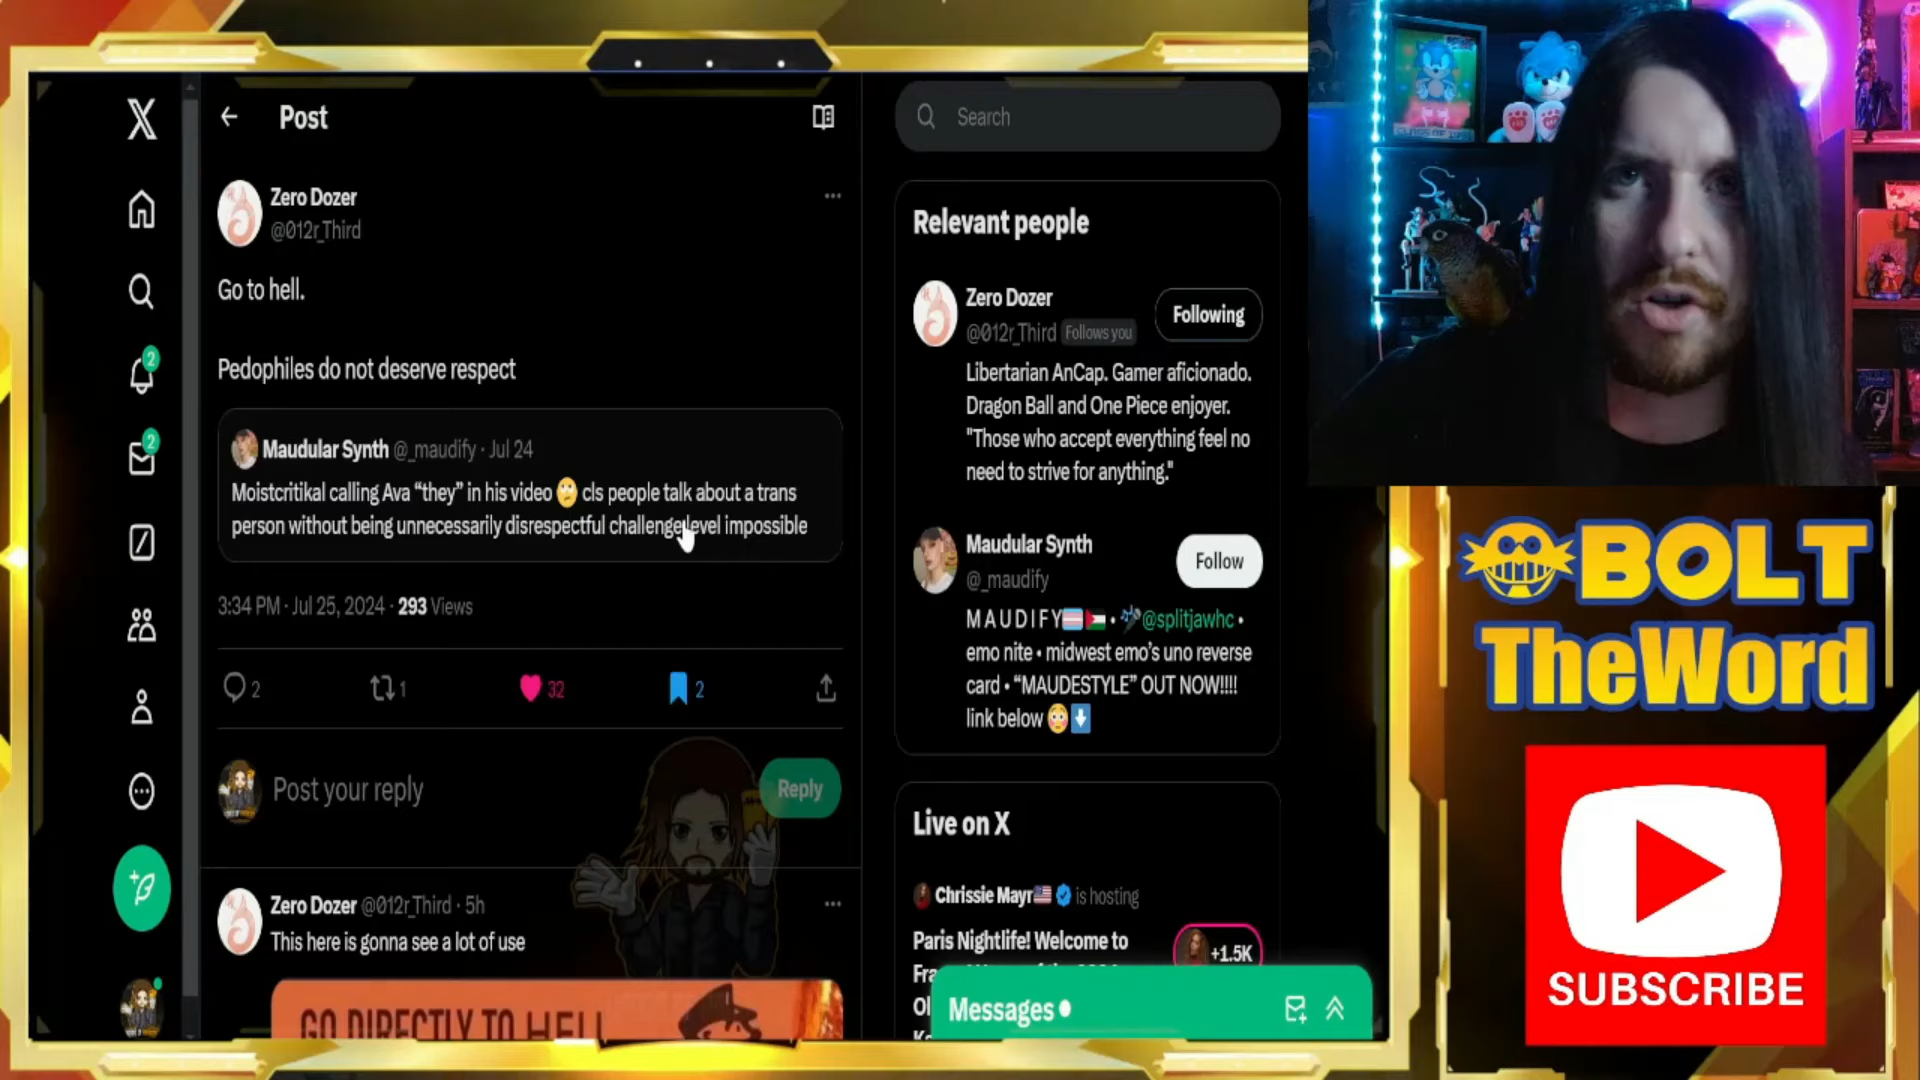 Post
Zero Dozer
@012r_Third
Go to hell.
Pedophiles do not deserve respect
Maudular Synth @_maudify · Jul 24
Moistcritikal calling Ava “they” in his video 🙄 cls people talk about a trans
person without being unnecessarily disrespectful challenge level impossible
3:34 PM · Jul 25, 2024 · 293 Views
2
1
32
2
Post your reply
Reply
Zero Dozer @012r_Third · 5h
This here is gonna see a lot of use
GO DIRECTLY TO HELL
2
2
Search
Relevant people
Zero Dozer
@012r_Third Follows you
Following
Libertarian AnCap. Gamer aficionado.
Dragon Ball and One Piece enjoyer.
"Those who accept everything feel no
need to strive for anything."
Maudular Synth
@_maudify
Follow
M A U D I F Y🏳️‍⚧️🇵🇸 • 🎤@splitjawhc •
emo nite • midwest emo’s uno reverse
card • “MAUDESTYLE” OUT NOW!!!!
link below 😳⬇️
Live on X
Chrissie Mayr🇺🇸 is hosting
Paris Nightlife! Welcome to
+1.5K
Messages
BOLT
TheWord
SUBSCRIBE